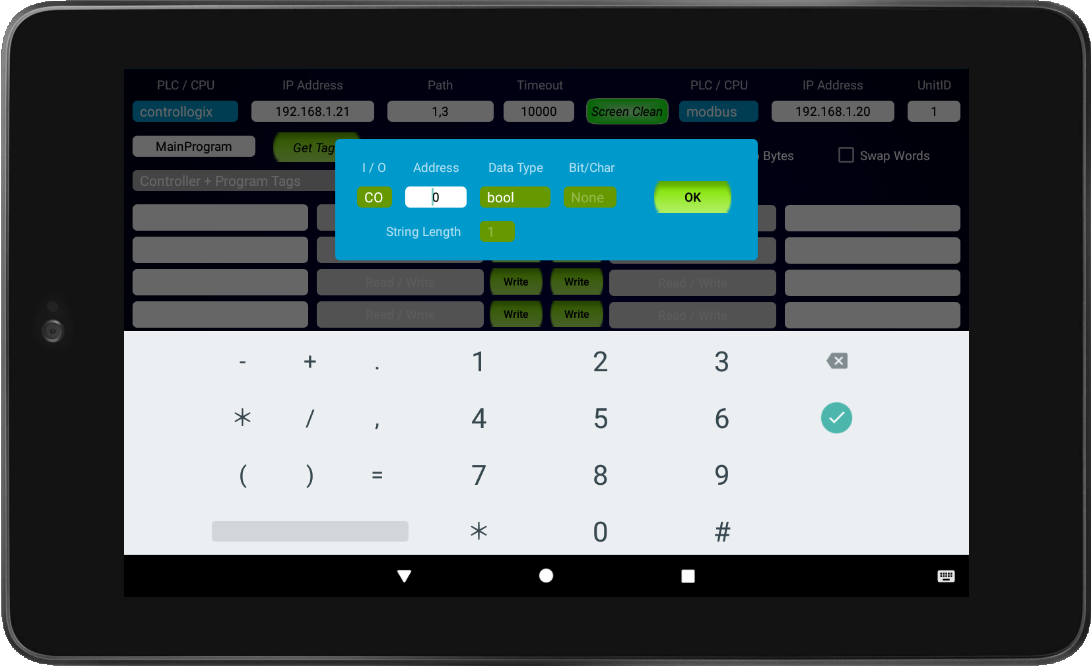 PLC / CPU IP Address Path Timeout PLC / CPU IP Address UnitID
controllogix 192.168.1.21 1,3 10000 Screen Clean modbus 192.168.1.20 1
MainProgram Get Tag Bytes Swap Words
Controller + Program Tags
I / O Address Data Type Bit/Char
CO 0 bool None OK
String Length 1
Read / Write Write Write Read / Write
Read / Write Write Write Read / Write
- + . 1 2 3
* / , 4 5 6
( ) = 7 8 9
* 0 #